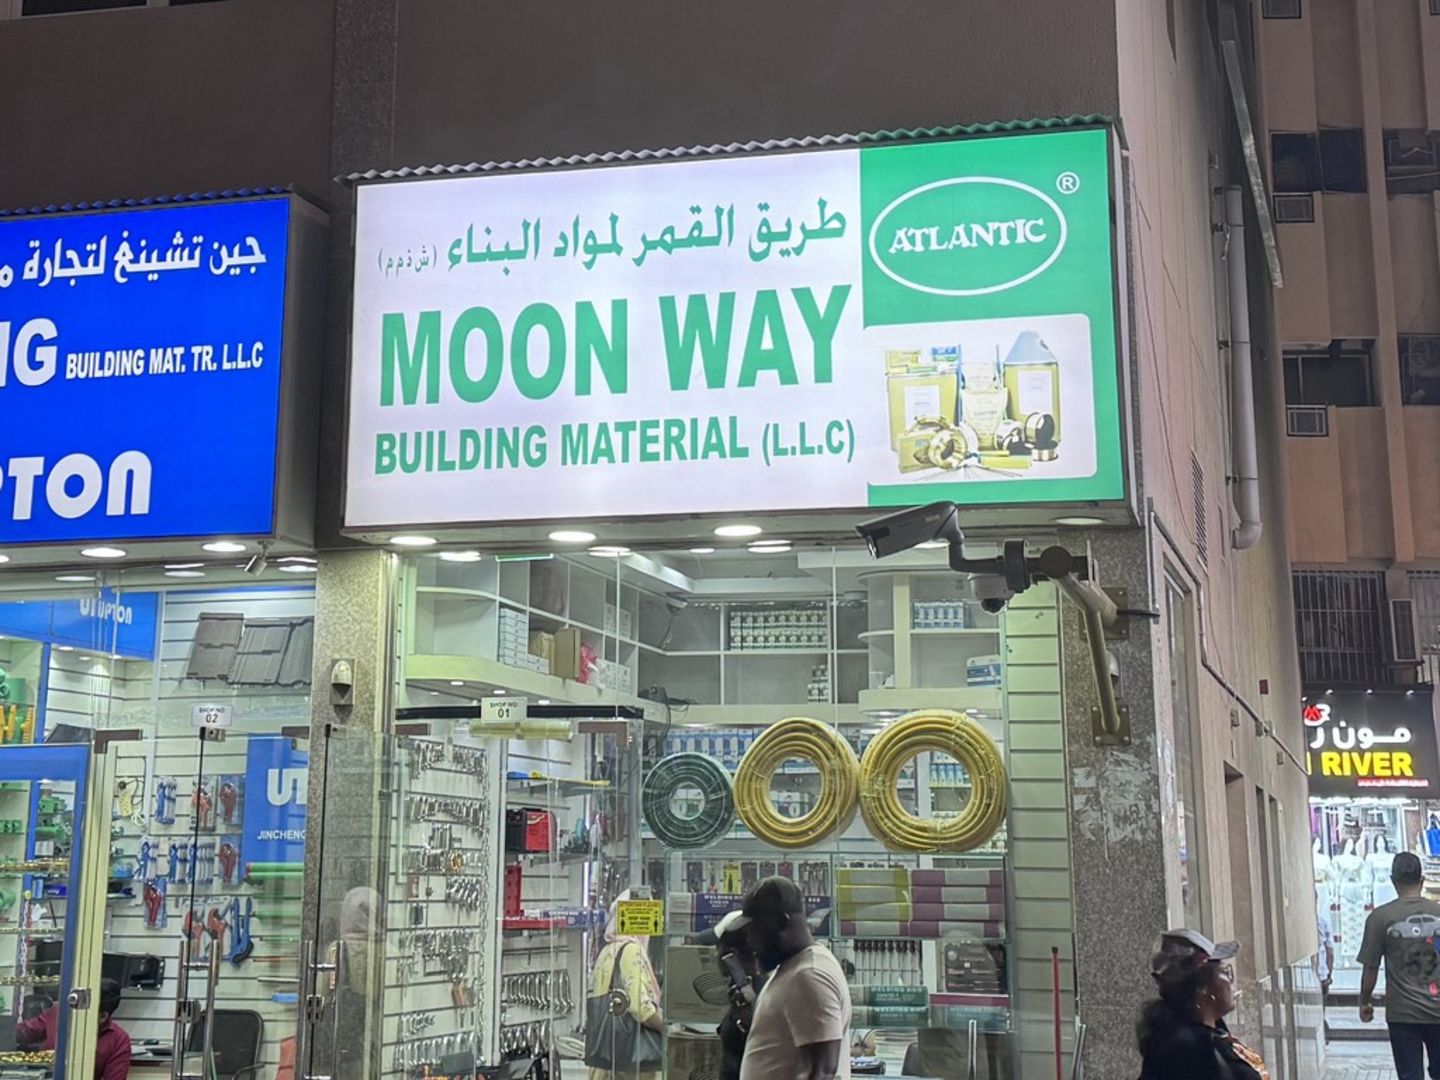 جين تشينغ لتجارة
BUILDING MAT. TR. L.L.C
طريق القمر لمواد البناء (ش ذ م م)
MOON WAY
BUILDING MATERIAL (L.L.C)
ATLANTIC ®
UPTON
SHOP NO
02
SHOP NO
01
JINCHENG
مون ر
RIVER